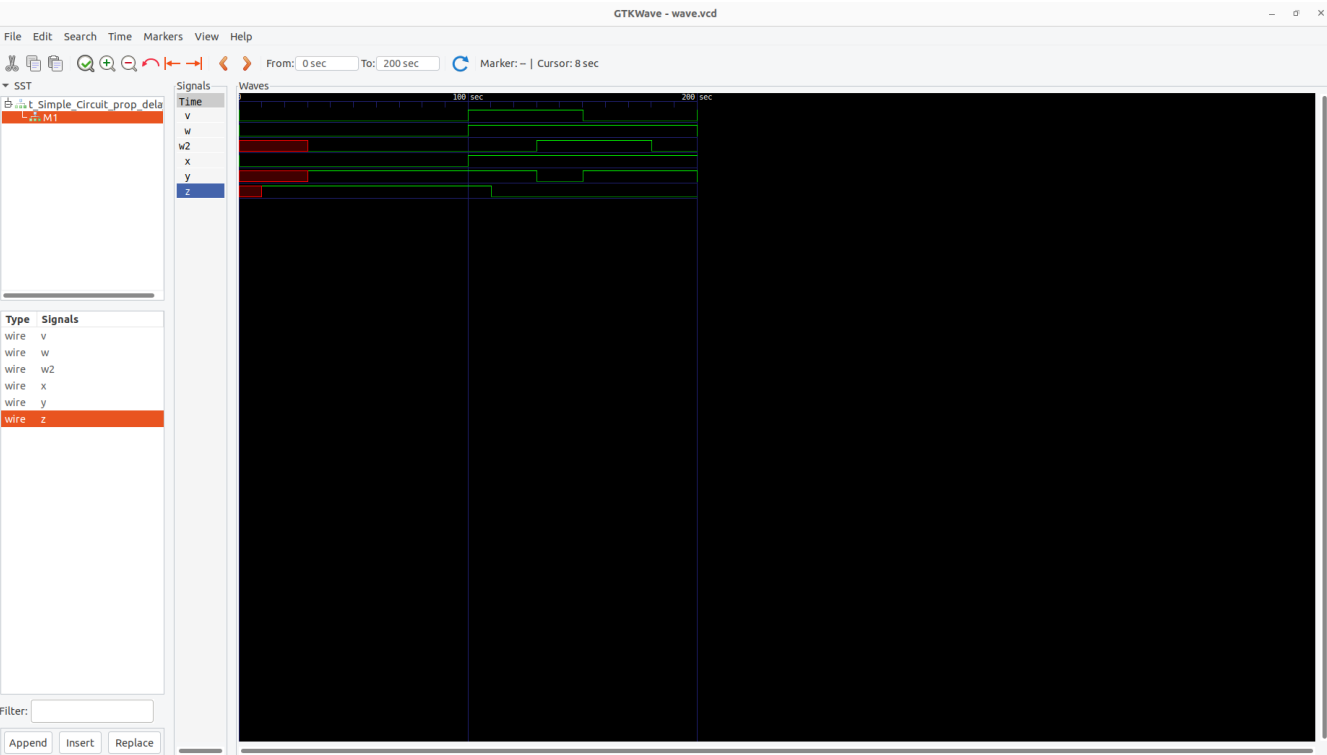 GTKWave - wave.vcd
File Edit Search Time Markers View Help
From: 0 sec To: 200 sec Marker: -- | Cursor: 8 sec
SST
t_Simple_Circuit_prop_dela
M1
Signals
Time
v
w
w2
x
y
z
Waves
100 sec 200 sec
Type Signals
wire v
wire w
wire w2
wire x
wire y
wire z
Filter:
Append Insert Replace